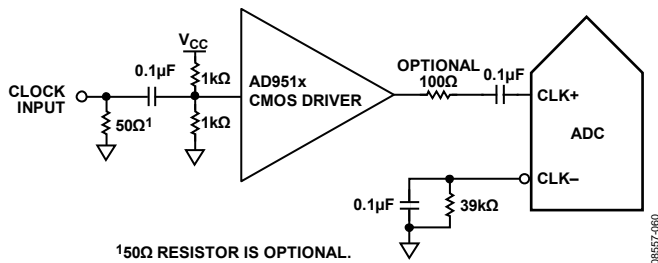 V_CC
0.1µF
1kΩ
CLOCK
INPUT
50Ω¹
1kΩ
AD951x
CMOS DRIVER
OPTIONAL
100Ω
0.1µF
CLK+
ADC
CLK–
0.1µF
39kΩ
¹50Ω RESISTOR IS OPTIONAL.
08557-060